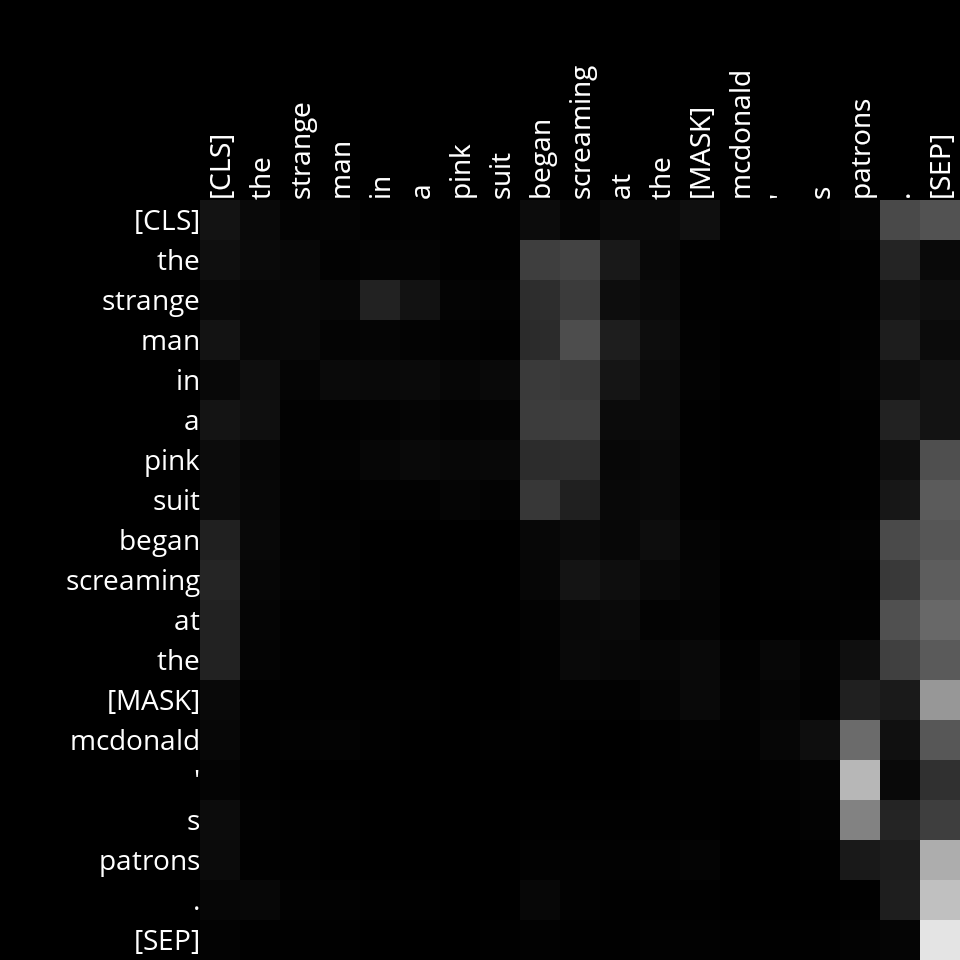 [CLS] the strange man in a pink suit began screaming at the [MASK] mcdonald ' s patrons . [SEP]
[CLS]
the
strange
man
in
a
pink
suit
began
screaming
at
the
[MASK]
mcdonald
'
s
patrons
.
[SEP]